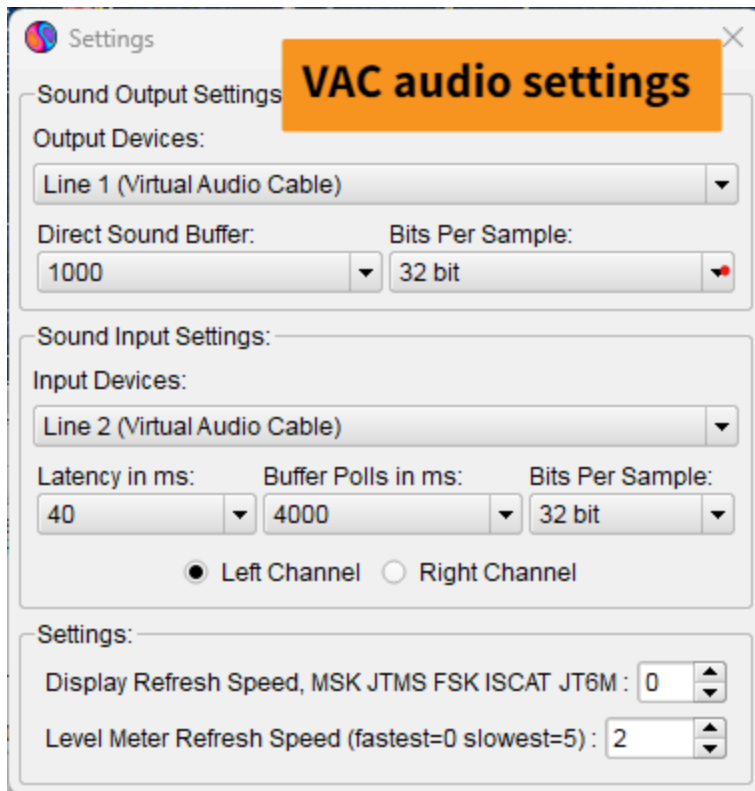 Settings
VAC audio settings
Sound Output Settings
Output Devices:
Line 1 (Virtual Audio Cable)
Direct Sound Buffer: Bits Per Sample:
1000 32 bit
Sound Input Settings:
Input Devices:
Line 2 (Virtual Audio Cable)
Latency in ms: Buffer Polls in ms: Bits Per Sample:
40 4000 32 bit
Left Channel Right Channel
Settings:
Display Refresh Speed, MSK JTMS FSK ISCAT JT6M : 0
Level Meter Refresh Speed (fastest=0 slowest=5) : 2